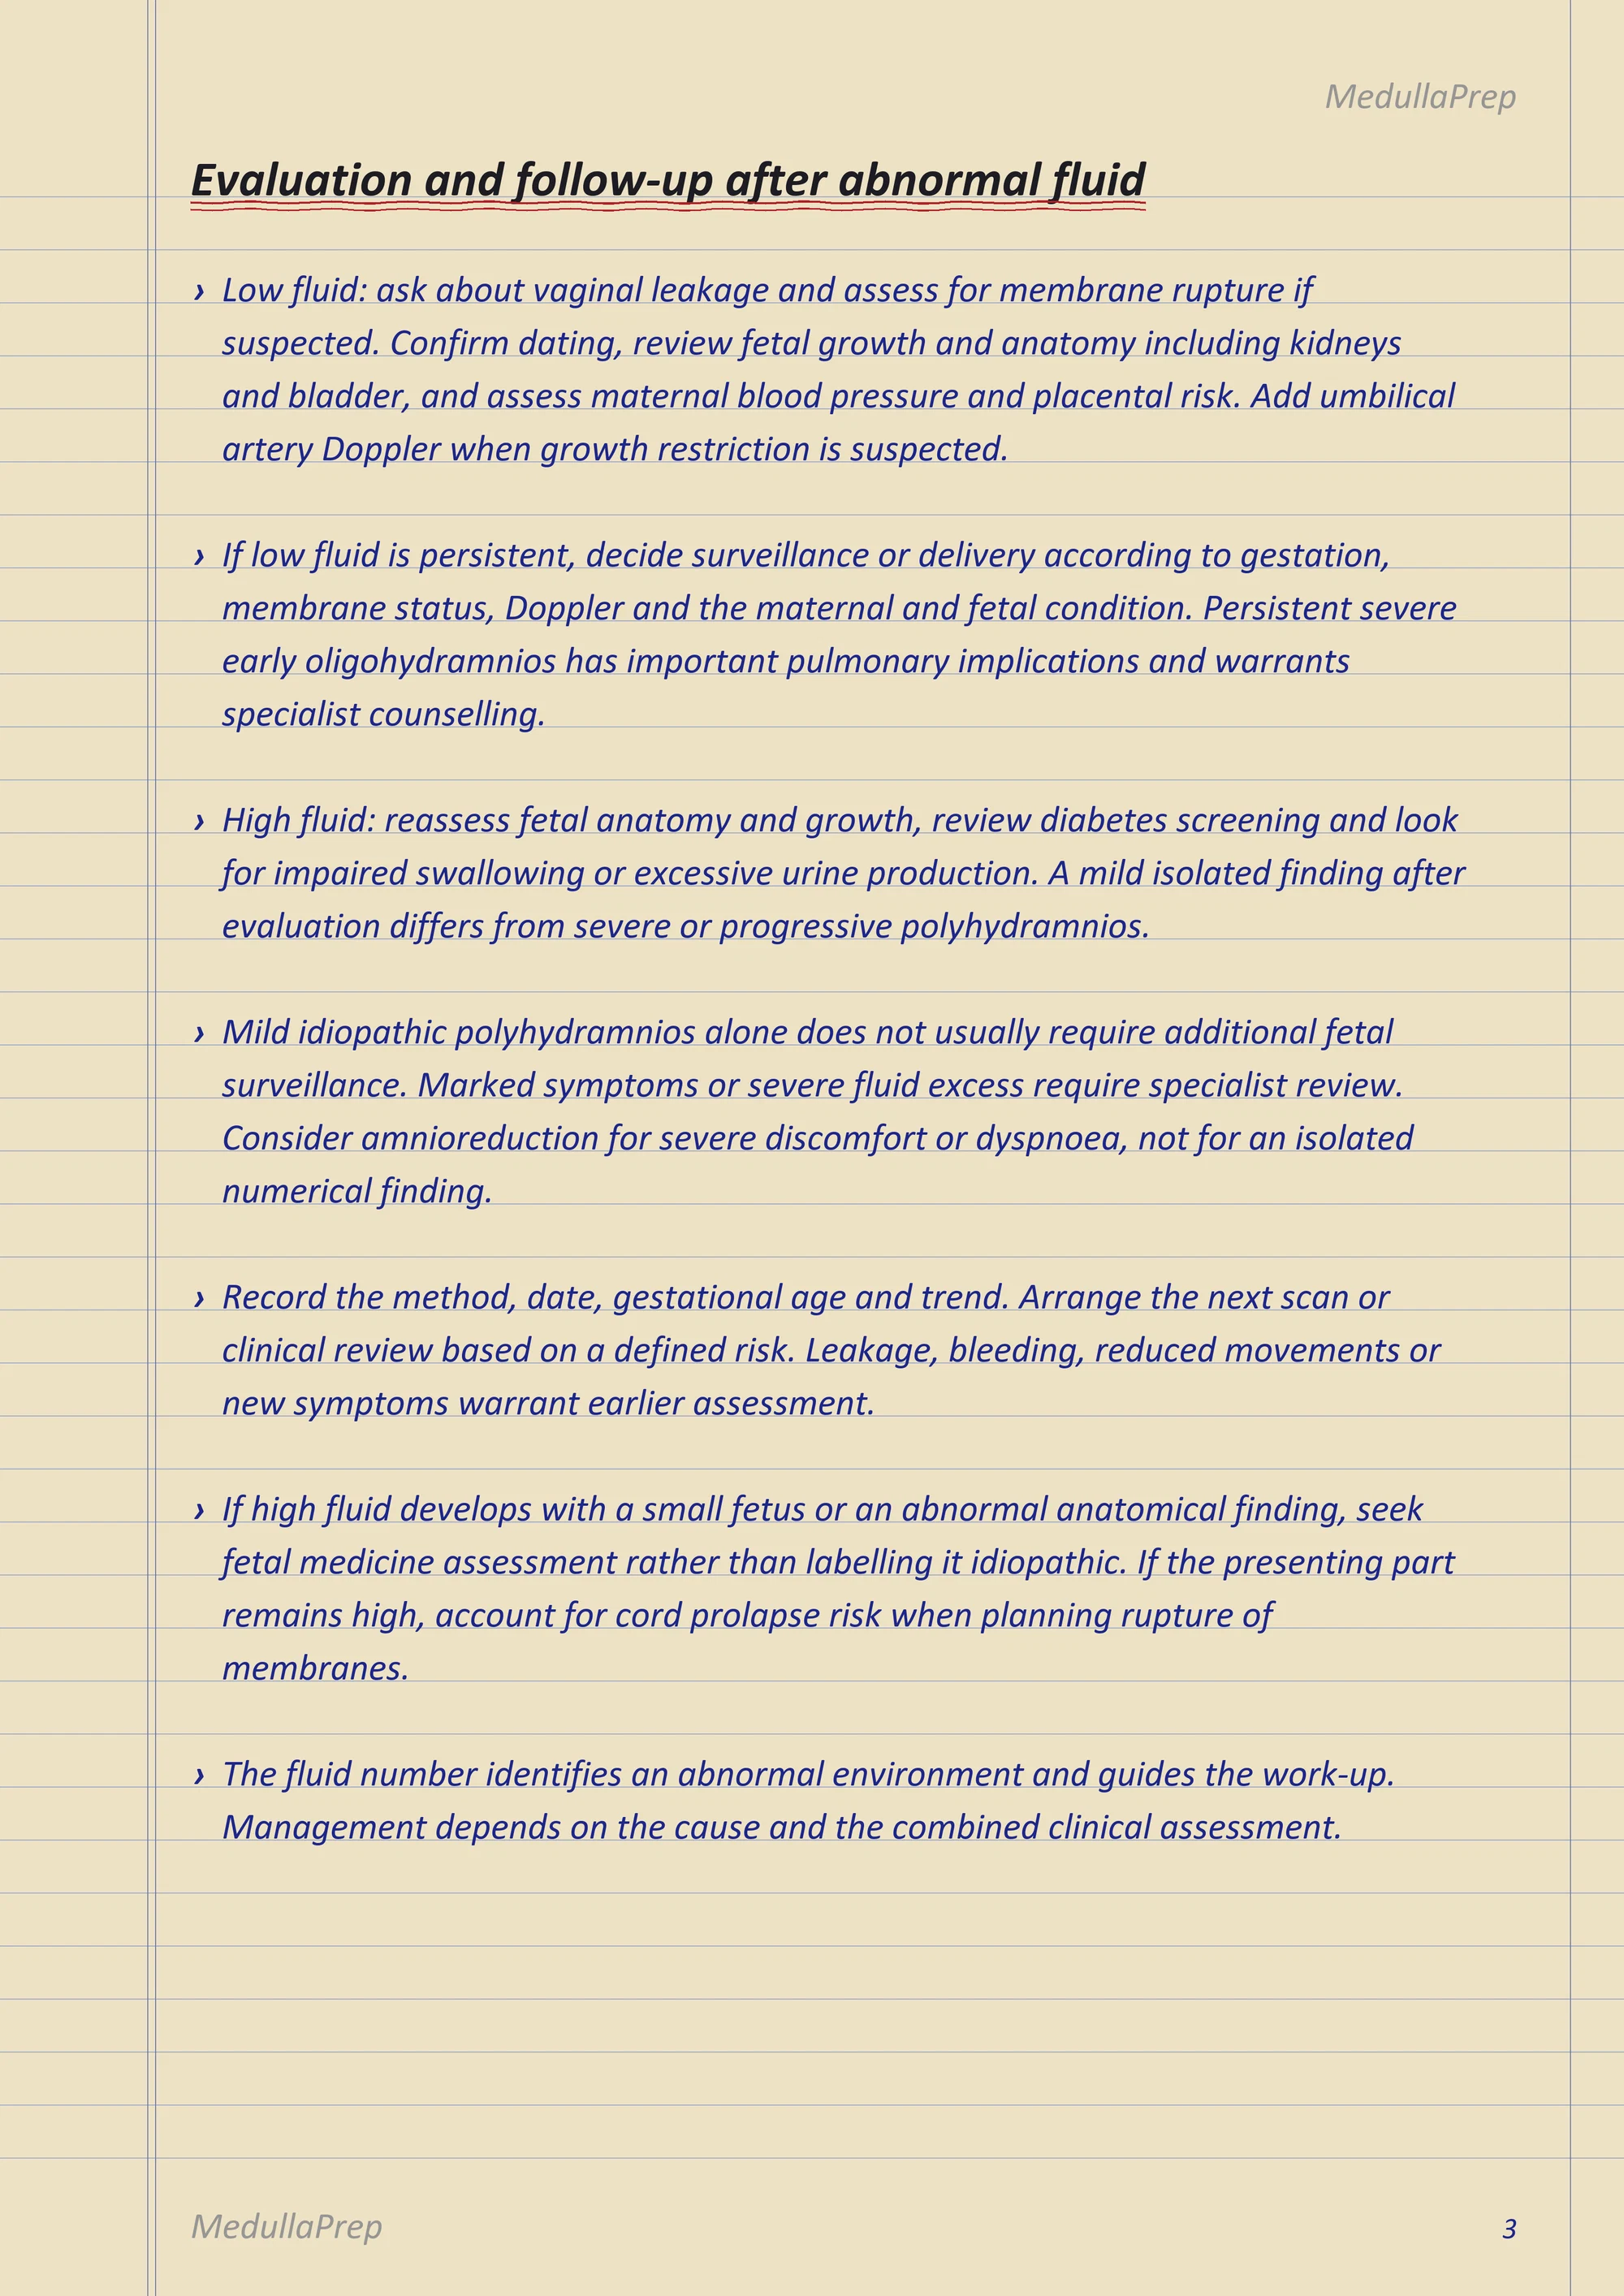 MedullaPrep
Evaluation and follow-up after abnormal fluid
› Low fluid: ask about vaginal leakage and assess for membrane rupture if
suspected. Confirm dating, review fetal growth and anatomy including kidneys
and bladder, and assess maternal blood pressure and placental risk. Add umbilical
artery Doppler when growth restriction is suspected.
› If low fluid is persistent, decide surveillance or delivery according to gestation,
membrane status, Doppler and the maternal and fetal condition. Persistent severe
early oligohydramnios has important pulmonary implications and warrants
specialist counselling.
› High fluid: reassess fetal anatomy and growth, review diabetes screening and look
for impaired swallowing or excessive urine production. A mild isolated finding after
evaluation differs from severe or progressive polyhydramnios.
› Mild idiopathic polyhydramnios alone does not usually require additional fetal
surveillance. Marked symptoms or severe fluid excess require specialist review.
Consider amnioreduction for severe discomfort or dyspnoea, not for an isolated
numerical finding.
› Record the method, date, gestational age and trend. Arrange the next scan or
clinical review based on a defined risk. Leakage, bleeding, reduced movements or
new symptoms warrant earlier assessment.
› If high fluid develops with a small fetus or an abnormal anatomical finding, seek
fetal medicine assessment rather than labelling it idiopathic. If the presenting part
remains high, account for cord prolapse risk when planning rupture of
membranes.
› The fluid number identifies an abnormal environment and guides the work-up.
Management depends on the cause and the combined clinical assessment.
MedullaPrep
3